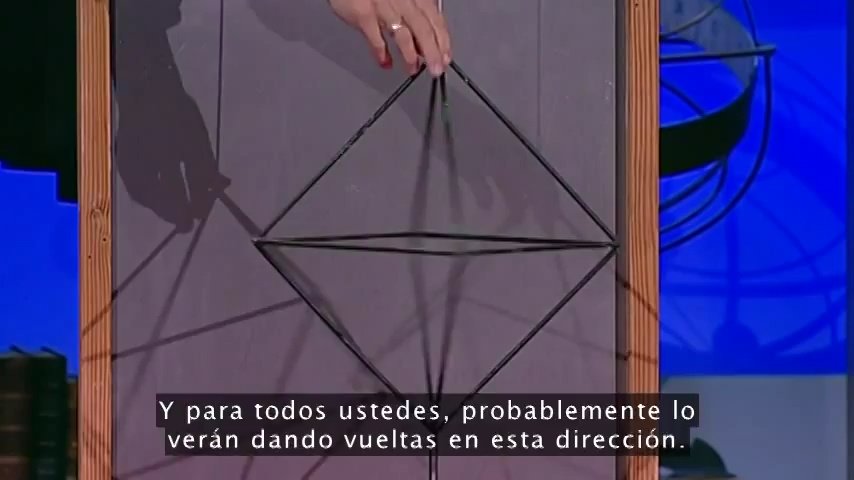 Y para todos ustedes, probablemente lo
verán dando vueltas en esta dirección.